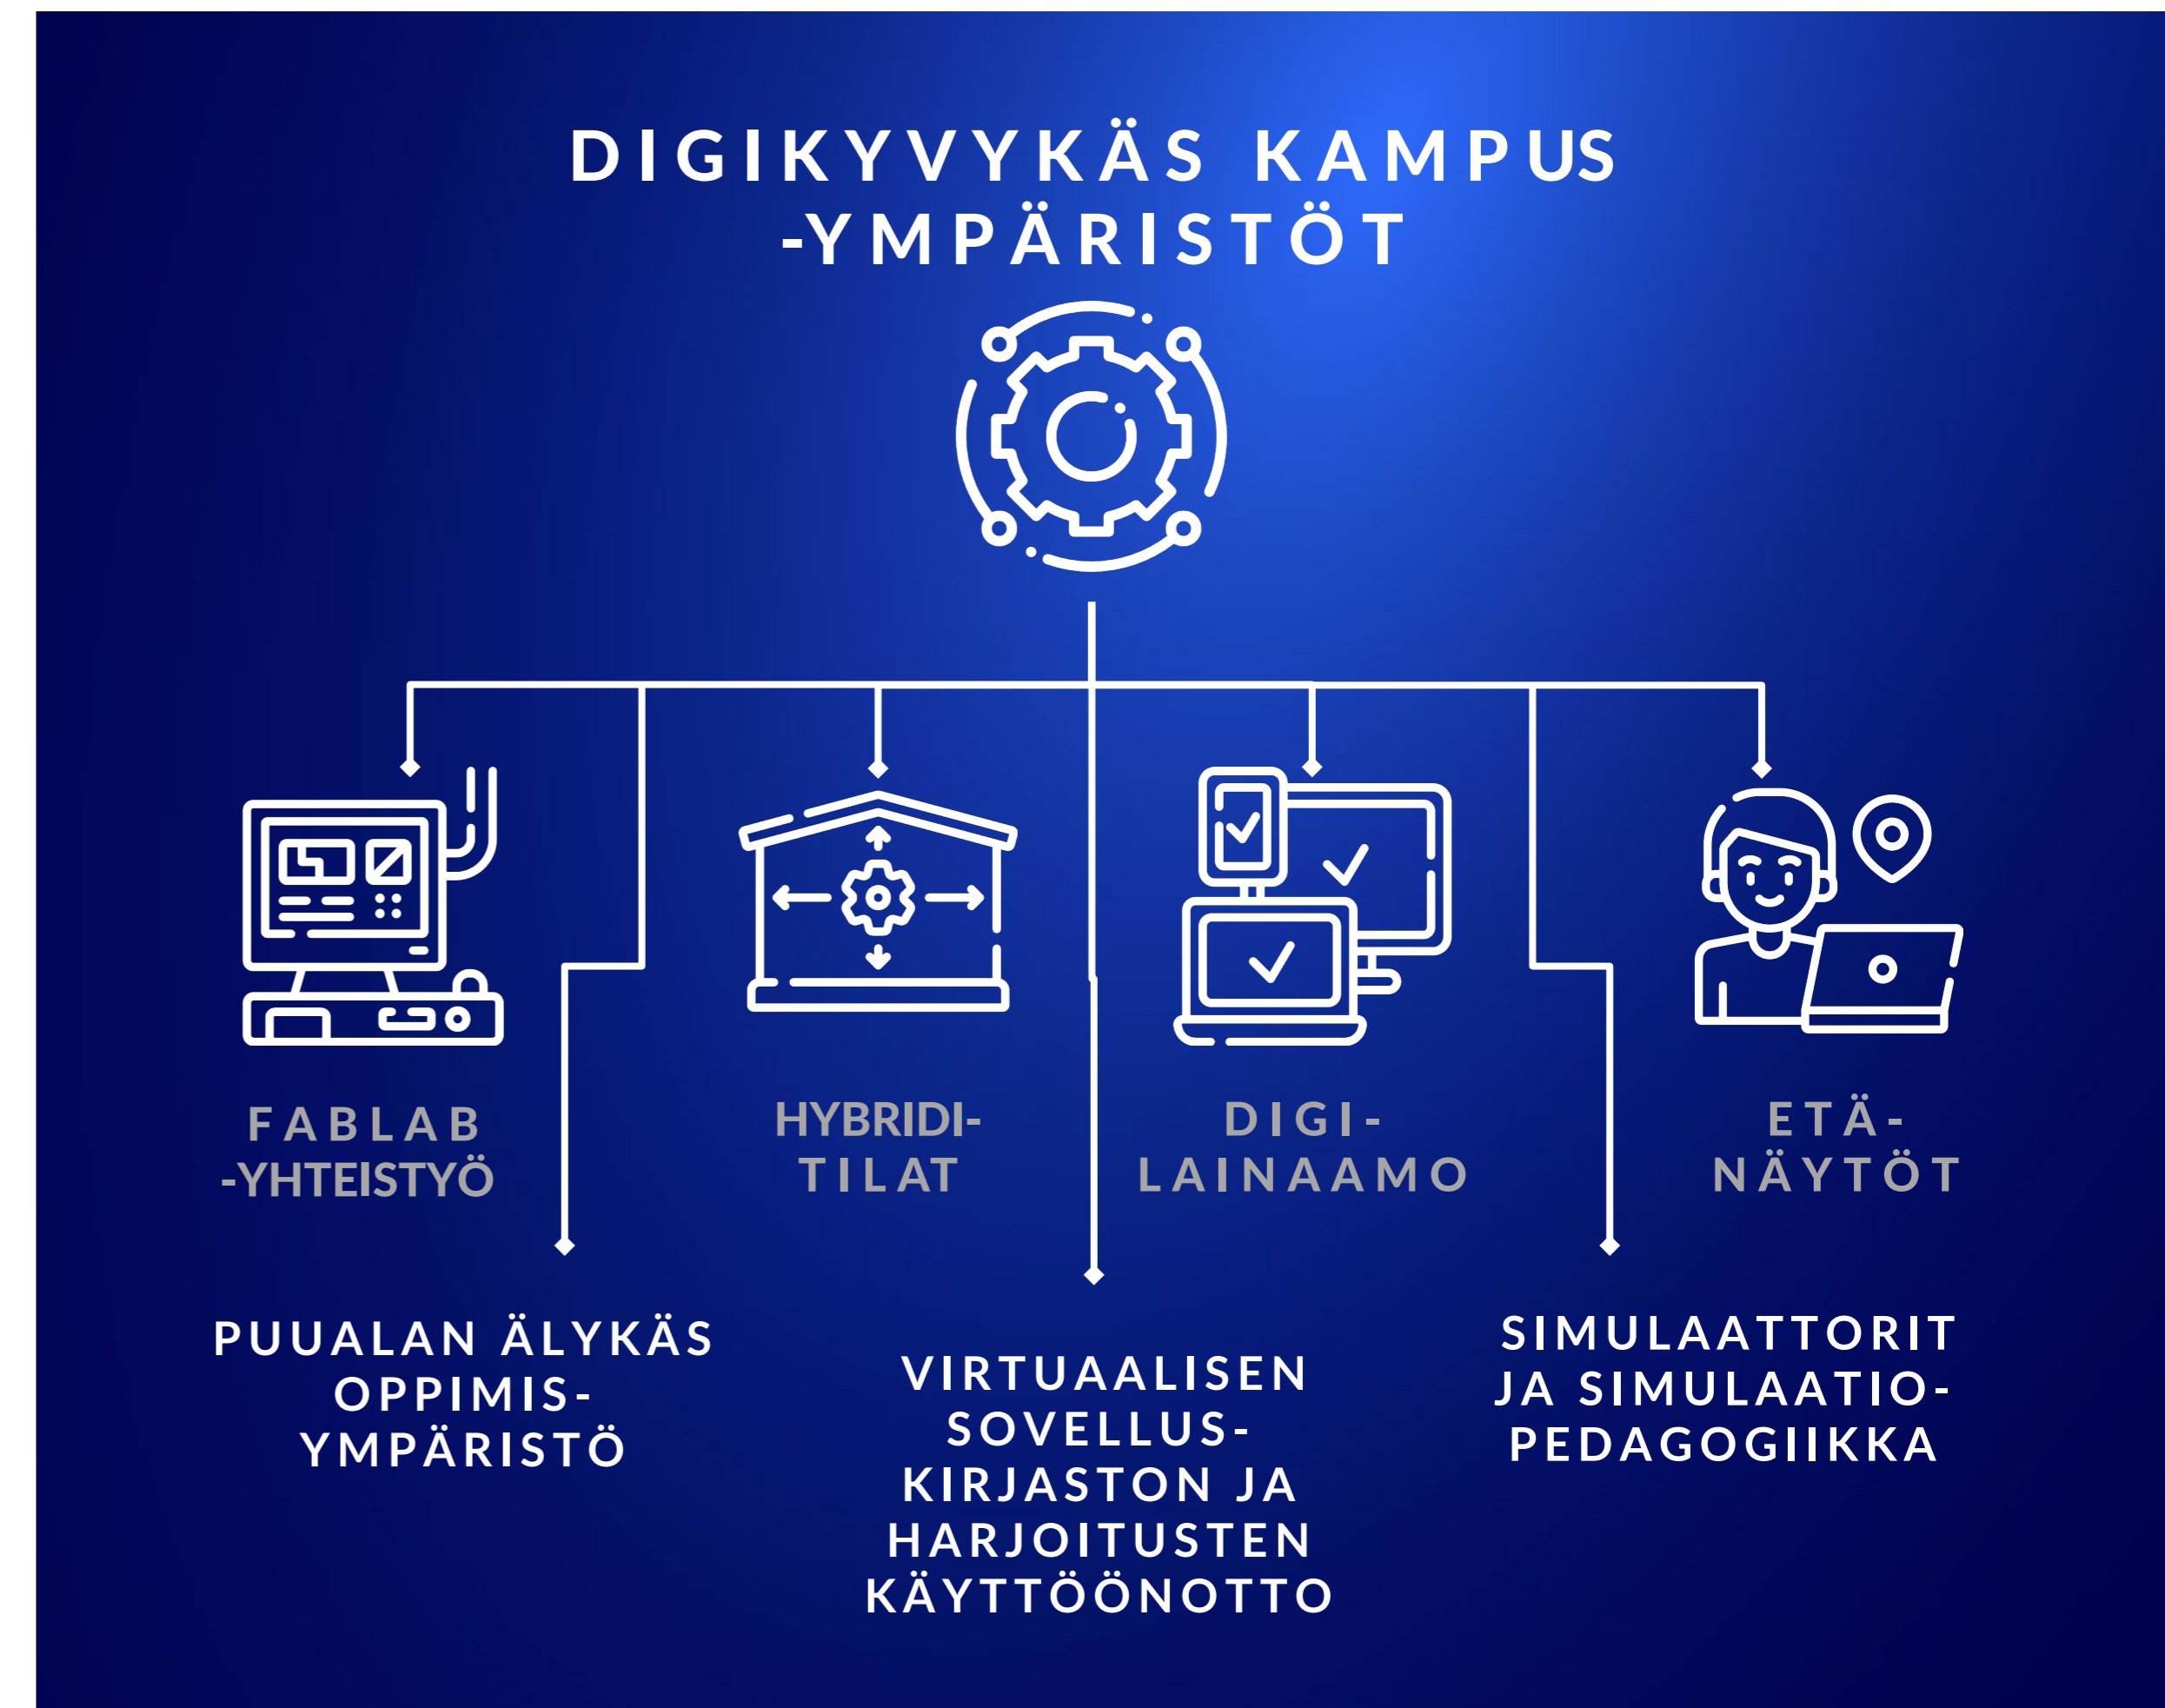 DIGIKYVYKÄS KAMPUS
-YMPÄRISTÖT
FABLAB
-YHTEISTYÖ
HYBRIDI-
TILAT
DIGI-
LAINAAMO
ETÄ-
NÄYTÖT
PUUALAN ÄLYKÄS
OPPIMIS-
YMPÄRISTÖ
VIRTUAALISEN
SOVELLUS-
KIRJASTON JA
HARJOITUSTEN
KÄYTTÖÖNOTTO
SIMULAATTORIT
JA SIMULAATIO-
PEDAGOGIIKKA